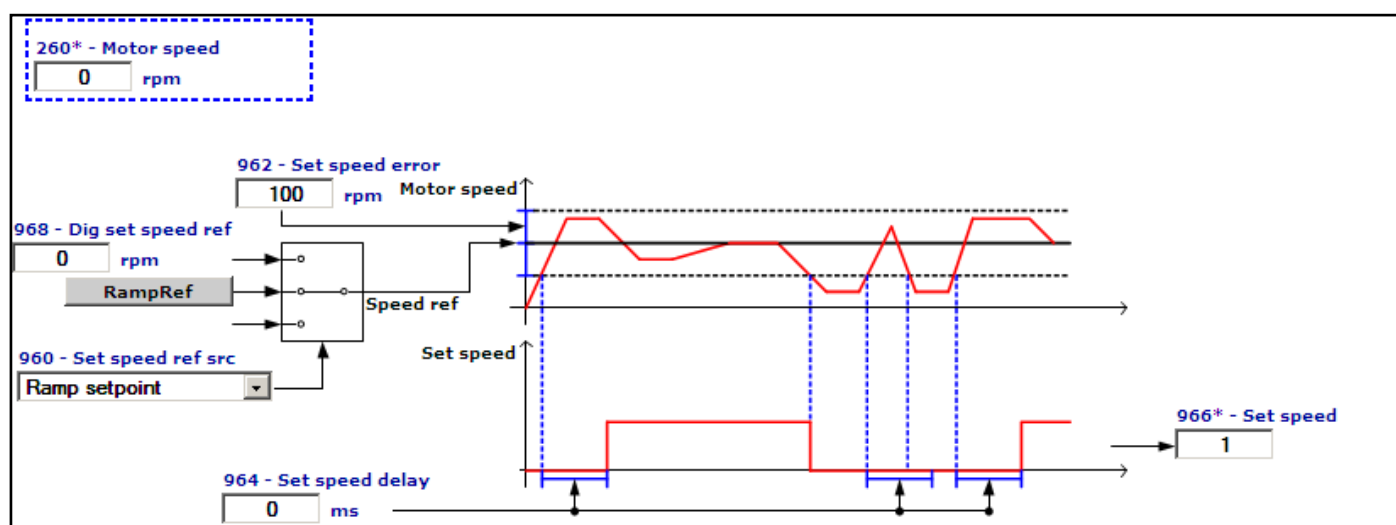 260* - Motor speed
0 rpm
962 - Set speed error
100 rpm
Motor speed
968 - Dig set speed ref
0 rpm
RampRef
Speed ref
960 - Set speed ref src
Ramp setpoint
Set speed
966* - Set speed
1
964 - Set speed delay
0 ms